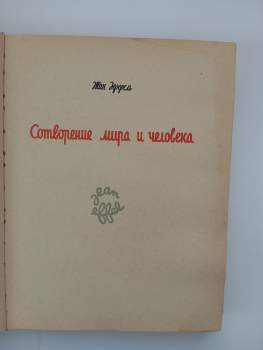 Жан Эффель
Сотворение мира и человека
jean
effel